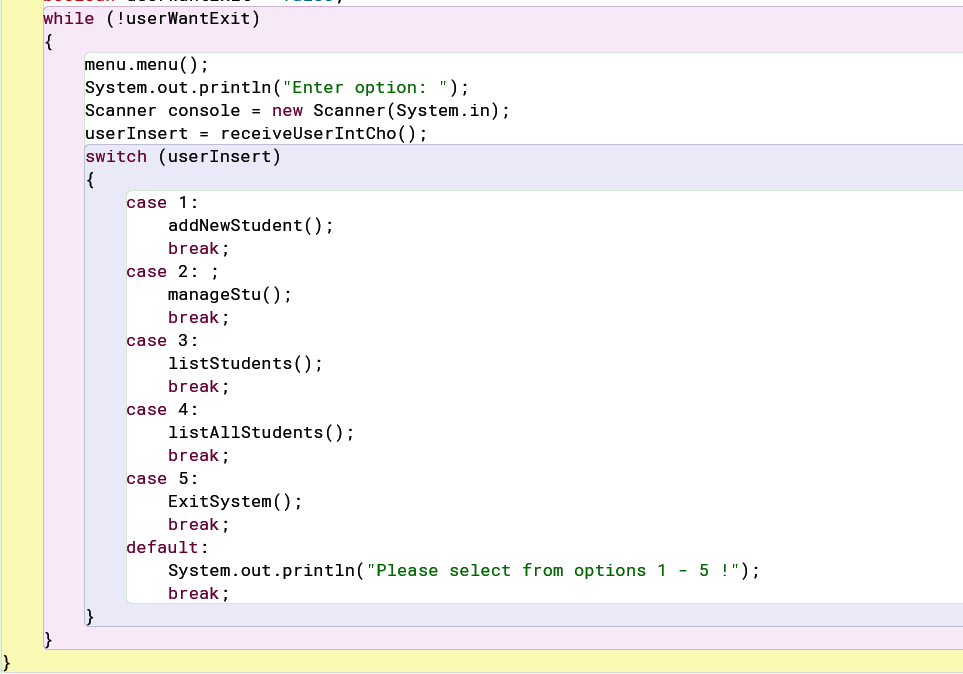 while (!userWantExit)
{
menu.menu();
System.out.println("Enter option: ");
Scanner console = new Scanner(System.in);
userInsert = receiveUserIntCho();
switch (userInsert)
{
case 1:
addNewStudent();
break;
case 2: ;
manageStu();
break;
case 3:
listStudents();
break;
case 4:
listAllStudents();
break;
case 5:
ExitSystem();
break;
default:
System.out.println("Please select from options 1 - 5 !");
break;
}
}
}